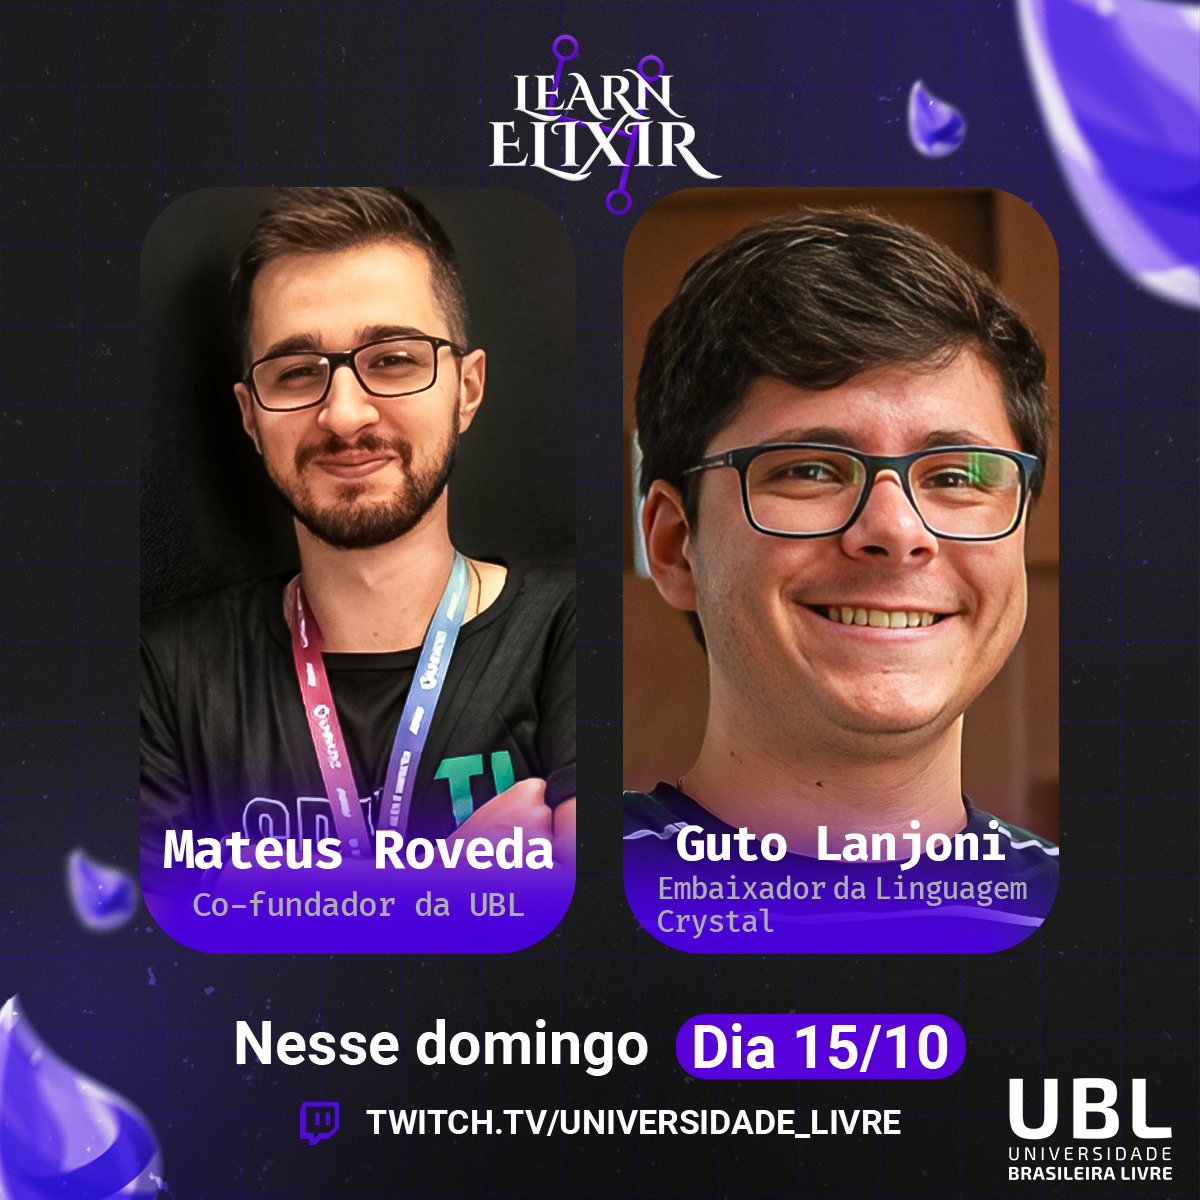 LEARN
ELIXIR
Mateus Roveda
Co-fundador da UBL
Guto Lanjoni
Embaixador da Linguagem
Crystal
Nesse domingo Dia 15/10
TWITCH.TV/UNIVERSIDADE_LIVRE
UBL
UNIVERSIDADE
BRASILEIRA LIVRE